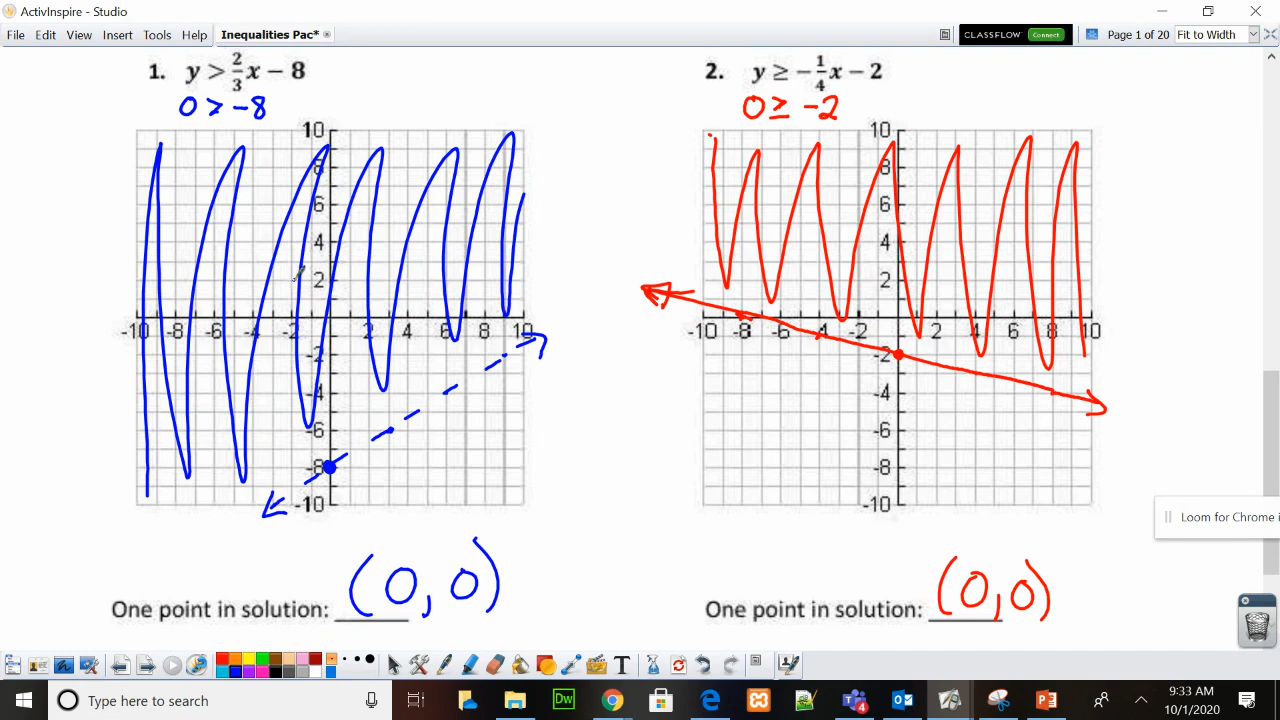 ActivInspire - Studio
File Edit View Insert Tools Help Inequalities Pac* CLASSFLOW Connect Page 1 of 20 Fit to Width
1. y > 2/3 x − 8
0 > -8
10
8
6
4
2
-10 -8 -6 -4 -2 2 4 6 8 10
-2
-4
-6
-8
-10
One point in solution: (0, 0)
2. y ≥ − 1/4 x − 2
0 ≥ -2
10
8
6
4
2
-10 -8 -6 -4 -2 2 4 6 8 10
-2
-4
-6
-8
-10
One point in solution: (0,0)
Loom for Chrome i
T
Type here to search
Dw
4
9:33 AM
10/1/2020